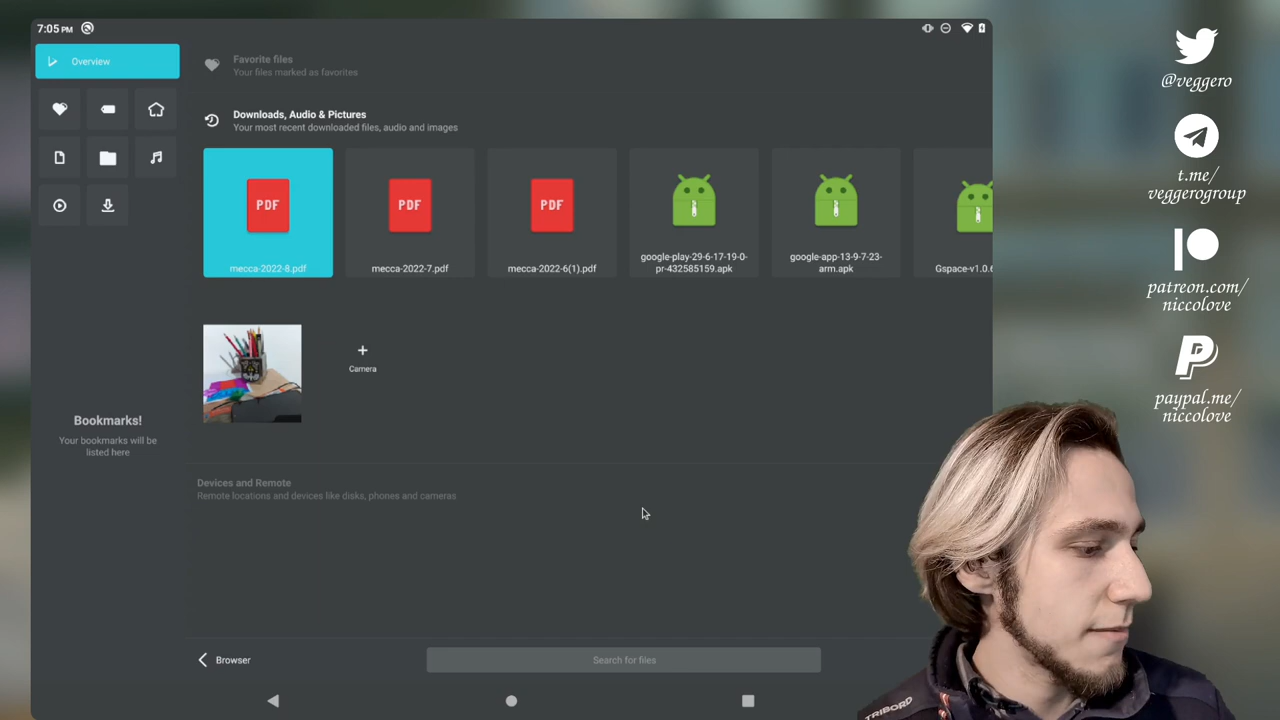 7:05 PM
Overview
Favorite files
Your files marked as favorites
Downloads, Audio & Pictures
Your most recent downloaded files, audio and images
PDF
PDF
PDF
mecca-2022-8.pdf
mecca-2022-7.pdf
mecca-2022-6(1).pdf
google-play-29-6-17-19-0-
pr-432585159.apk
google-app-13-9-7-23-
arm.apk
Gspace-v1.0.6
+
Camera
Bookmarks!
Your bookmarks will be
listed here
Devices and Remote
Remote locations and devices like disks, phones and cameras
Browser
Search for files
@veggero
t.me/
veggerogroup
patreon.com/
niccolove
paypal.me/
niccolove
TRIBORD